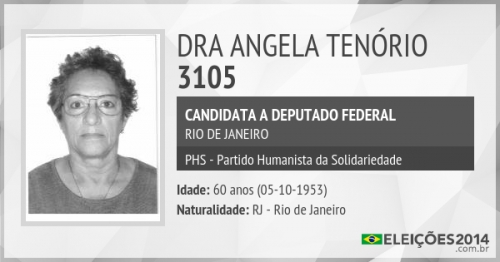 DRA ANGELA TENÓRIO
3105
CANDIDATA A DEPUTADO FEDERAL
RIO DE JANEIRO
PHS - Partido Humanista da Solidariedade
Idade: 60 anos (05-10-1953)
Naturalidade: RJ - Rio de Janeiro
ELEIÇÕES2014
.com.br